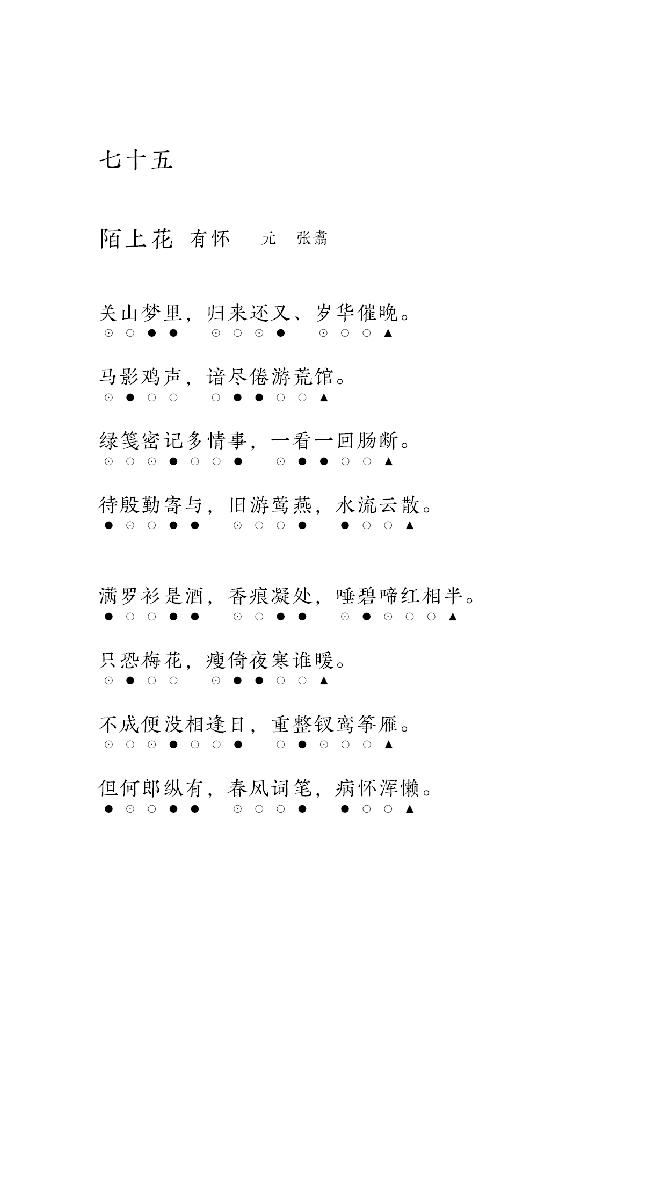 七十五
陌上花 有怀 元 张翥
关山梦里，归来还又、岁华催晚。
⊙○●● ⊙○⊙● ⊙○○▲
马影鸡声，谙尽倦游荒馆。
⊙●○○ ○●●○○▲
绿笺密记多情事，一看一回肠断。
⊙○⊙●○○● ⊙●●○○▲
待殷勤寄与，旧游莺燕，水流云散。
●⊙○●● ⊙○○● ●○○▲
满罗衫是酒，香痕凝处，唾碧啼红相半。
●○○●● ⊙○●● ⊙●⊙○○▲
只恐梅花，瘦倚夜寒谁暖。
⊙●○○ ⊙●●○○▲
不成便没相逢日，重整钗鸾筝雁。
⊙○⊙●○○● ○●⊙○○▲
但何郎纵有，春风词笔，病怀浑懒。
●⊙○●● ⊙○○● ●○○▲